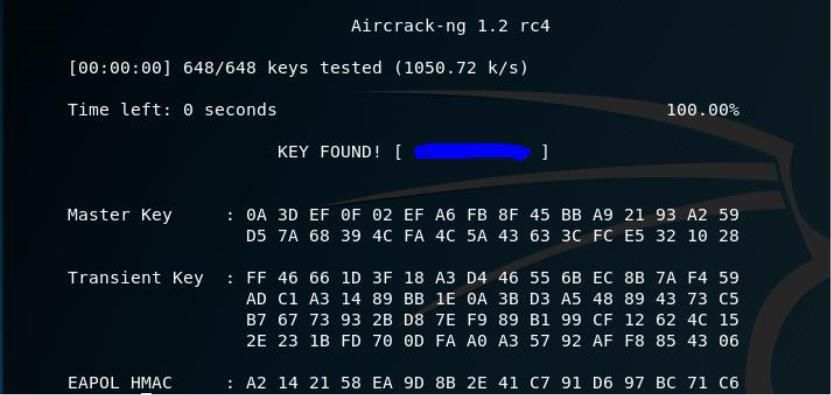 Aircrack-ng 1.2 rc4
[00:00:00] 648/648 keys tested (1050.72 k/s)
Time left: 0 seconds 100.00%
KEY FOUND! [ ]
Master Key : 0A 3D EF 0F 02 EF A6 FB 8F 45 BB A9 21 93 A2 59
D5 7A 68 39 4C FA 4C 5A 43 63 3C FC E5 32 10 28
Transient Key : FF 46 66 1D 3F 18 A3 D4 46 55 6B EC 8B 7A F4 59
AD C1 A3 14 89 BB 1E 0A 3B D3 A5 48 89 43 73 C5
B7 67 73 93 2B D8 7E F9 89 B1 99 CF 12 62 4C 15
2E 23 1B FD 70 0D FA A0 A3 57 92 AF F8 85 43 06
EAPOL HMAC : A2 14 21 58 EA 9D 8B 2E 41 C7 91 D6 97 BC 71 C6